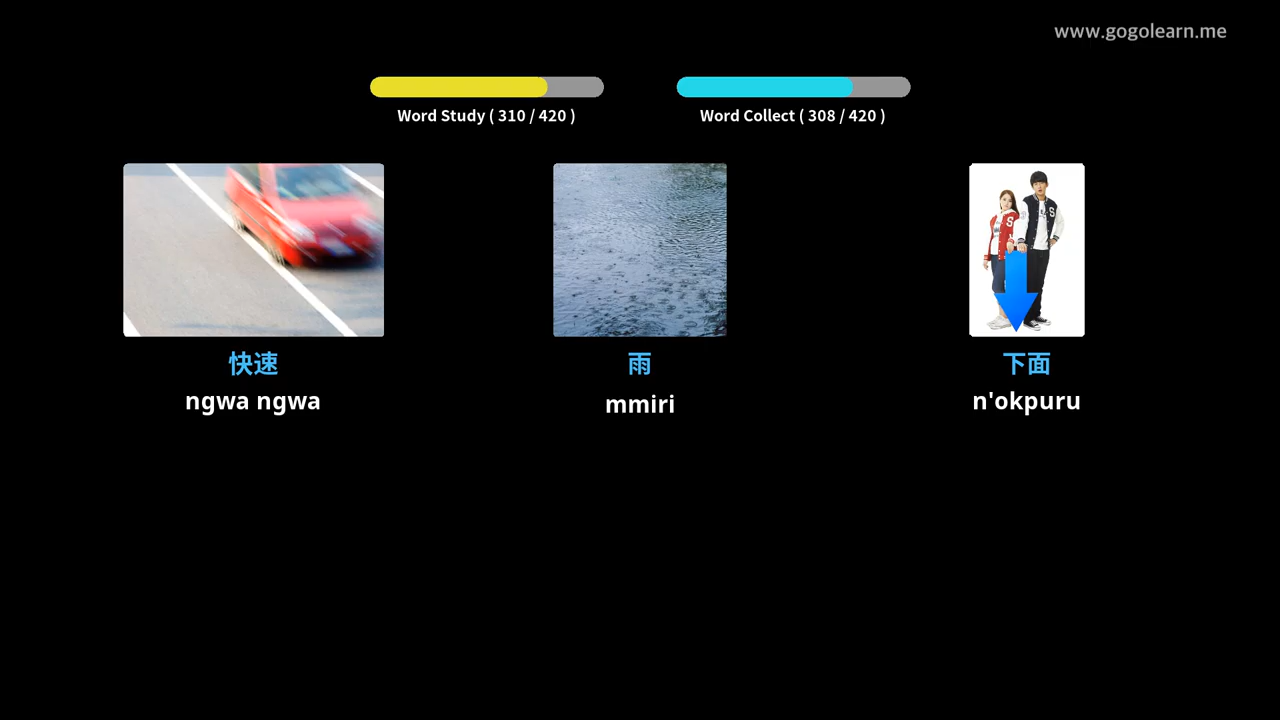 www.gogolearn.me
Word Study ( 310 / 420 )
Word Collect ( 308 / 420 )
快速
雨
下面
ngwa ngwa
mmiri
n'okpuru